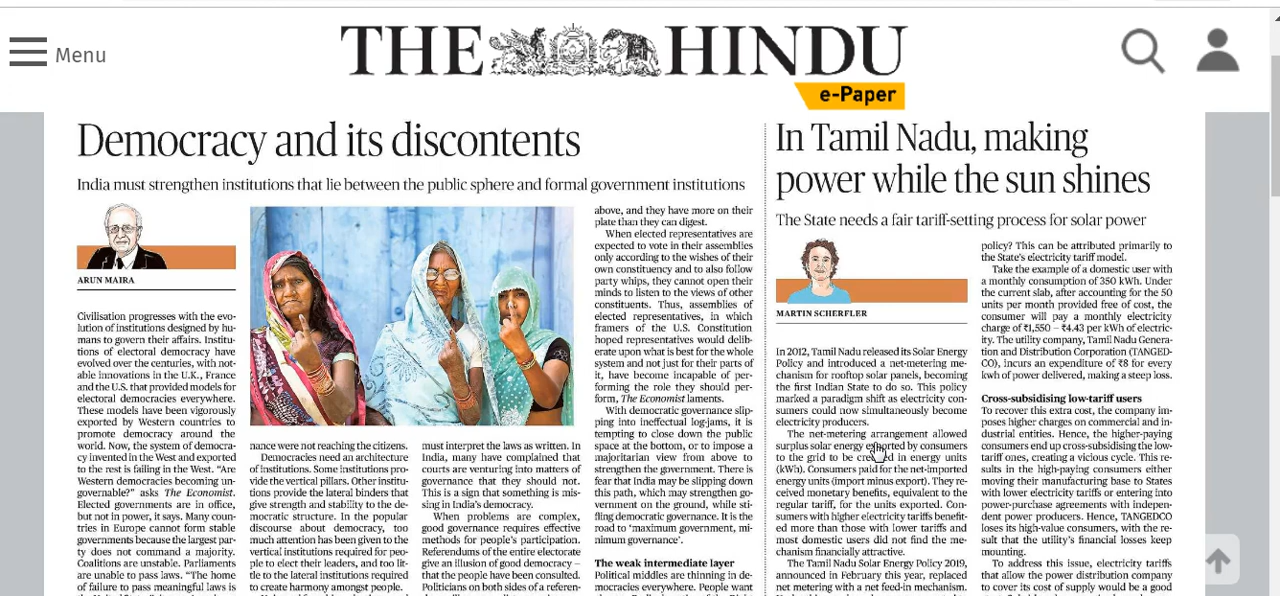 Menu
THE HINDU
e-Paper
Democracy and its discontents
India must strengthen institutions that lie between the public sphere and formal government institutions
ARUN MAIRA
Civilisation progresses with the evo-
lution of institutions designed by hu-
mans to govern their affairs. Institu-
tions of electoral democracy have
evolved over the centuries, with not-
able innovations in the U.K., France
and the U.S. that provided models for
electoral democracies everywhere.
These models have been vigorously
exported by Western countries to
promote democracy around the
world. Now, the system of democra-
cy invented in the West and exported
to the rest is failing in the West. “Are
Western democracies becoming un-
governable?” asks The Economist.
Elected governments are in office,
but not in power, it says. Many coun-
tries in Europe cannot form stable
governments because the largest par-
ty does not command a majority.
Coalitions are unstable. Parliaments
are unable to pass laws. “The home
of failure to pass meaningful laws is
nance were not reaching the citizens.
Democracies need an architecture
of institutions. Some institutions pro-
vide the vertical pillars. Other institu-
tions provide the lateral binders that
give strength and stability to the de-
mocratic structure. In the popular
discourse about democracy, too
much attention has been given to the
vertical institutions required for peo-
ple to elect their leaders, and too lit-
tle to the lateral institutions required
to create harmony amongst people.
must interpret the laws as written. In
India, many have complained that
courts are venturing into matters of
governance that they should not.
This is a sign that something is mis-
sing in India’s democracy.
When problems are complex,
good governance requires effective
methods for people’s participation.
Referendums of the entire electorate
give an illusion of good democracy –
that the people have been consulted.
Politicians on both sides of a referen-
above, and they have more on their
plate than they can digest.
When elected representatives are
expected to vote in their assemblies
only according to the wishes of their
own constituency and to also follow
party whips, they cannot open their
minds to listen to the views of other
constituents. Thus, assemblies of
elected representatives, in which
framers of the U.S. Constitution
hoped representatives would delib-
erate upon what is best for the whole
system and not just for their parts of
it, have become incapable of per-
forming the role they should per-
form, The Economist laments.
With democratic governance slip-
ping into ineffectual log-jams, it is
tempting to close down the public
space at the bottom, or to impose a
majoritarian view from above to
strengthen the government. There is
fear that India may be slipping down
this path, which may strengthen go-
vernment on the ground, while sti-
fling democratic governance. It is the
road to ‘maximum government, mi-
nimum governance’.
The weak intermediate layer
Political middles are thinning in de-
mocracies everywhere. People want
In Tamil Nadu, making
power while the sun shines
The State needs a fair tariff-setting process for solar power
MARTIN SCHERFLER
In 2012, Tamil Nadu released its Solar Energy
Policy and introduced a net-metering me-
chanism for rooftop solar panels, becoming
the first Indian State to do so. This policy
marked a paradigm shift as electricity con-
sumers could now simultaneously become
electricity producers.
The net-metering arrangement allowed
surplus solar energy exported by consumers
to the grid to be in energy units
(kWh). Consumers paid for the net-imported
energy units (import minus export). They re-
ceived monetary benefits, equivalent to the
regular tariff, for the units exported. Con-
sumers with higher electricity tariffs benefit-
ed more than those with lower tariffs and
most domestic users did not find the me-
chanism financially attractive.
The Tamil Nadu Solar Energy Policy 2019,
announced in February this year, replaced
net metering with a net feed-in mechanism.
policy? This can be attributed primarily to
the State’s electricity tariff model.
Take the example of a domestic user with
a monthly consumption of 350 kWh. Under
the current slab, after accounting for the 50
units per month provided free of cost, the
consumer will pay a monthly electricity
charge of ₹1,550 – ₹4.43 per kWh of electric-
ity. The utility company, Tamil Nadu Genera-
tion and Distribution Corporation (TANGED-
CO), incurs an expenditure of ₹8 for every
kwh of power delivered, making a steep loss.
Cross-subsidising low-tariff users
To recover this extra cost, the company im-
poses higher charges on commercial and in-
dustrial entities. Hence, the higher-paying
consumers end up cross-subsidising the low-
tariff ones, creating a vicious cycle. This re-
sults in the high-paying consumers either
moving their manufacturing base to States
with lower electricity tariffs or entering into
power-purchase agreements with indepen-
dent power producers. Hence, TANGEDCO
loses its high-value consumers, with the re-
sult that the utility’s financial losses keep
mounting.
To address this issue, electricity tariffs
that allow the power distribution company
to cover its cost of supply would be a good